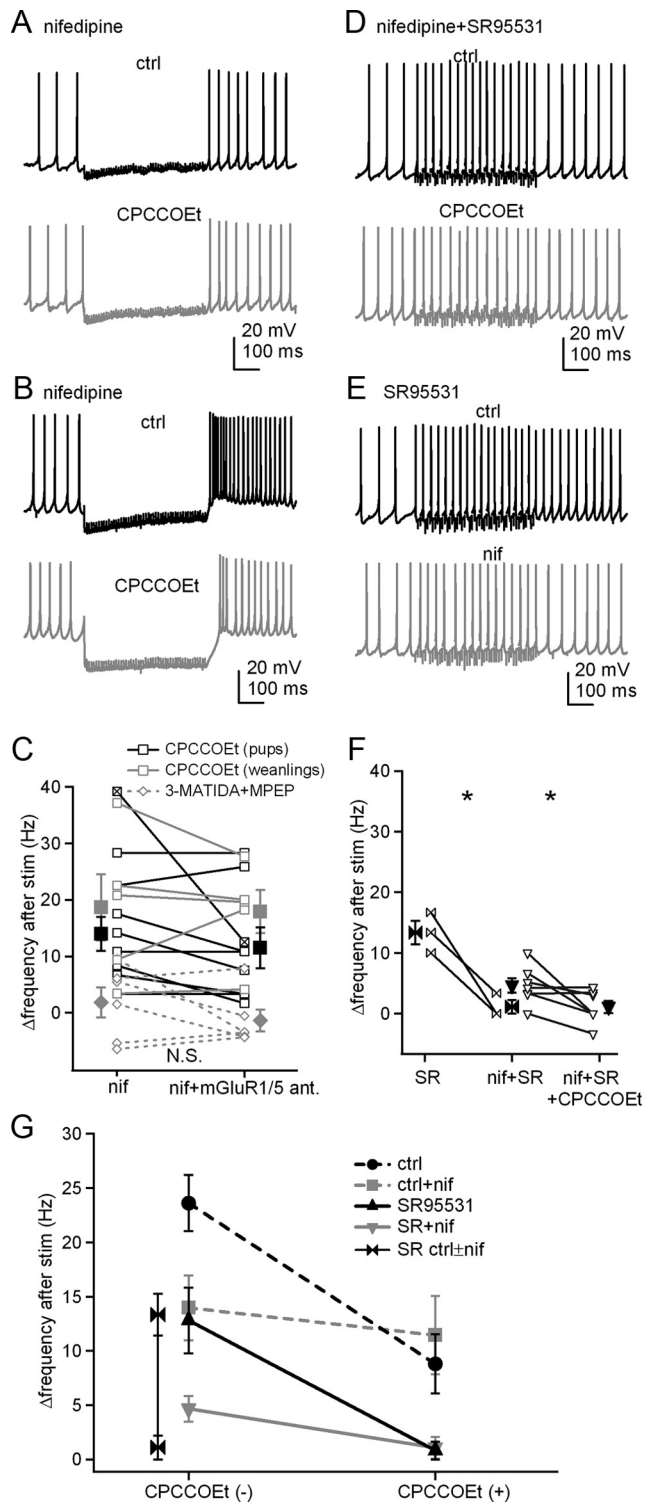 A nifedipine
ctrl
CPCCOEt
20 mV
100 ms
B nifedipine
ctrl
CPCCOEt
20 mV
100 ms
D nifedipine+SR95531
ctrl
CPCCOEt
20 mV
100 ms
E SR95531
ctrl
nif
20 mV
100 ms
C
CPCCOEt (pups)
CPCCOEt (weanlings)
3-MATIDA+MPEP
Δfrequency after stim (Hz)
40
30
20
10
0
N.S.
nif
nif+mGluR1/5 ant.
F
Δfrequency after stim (Hz)
40
30
20
10
0
* *
SR
nif+SR
nif+SR
+CPCCOEt
G
Δfrequency after stim (Hz)
30
25
20
15
10
5
0
ctrl
ctrl+nif
SR95531
SR+nif
SR ctrl±nif
CPCCOEt (-)
CPCCOEt (+)